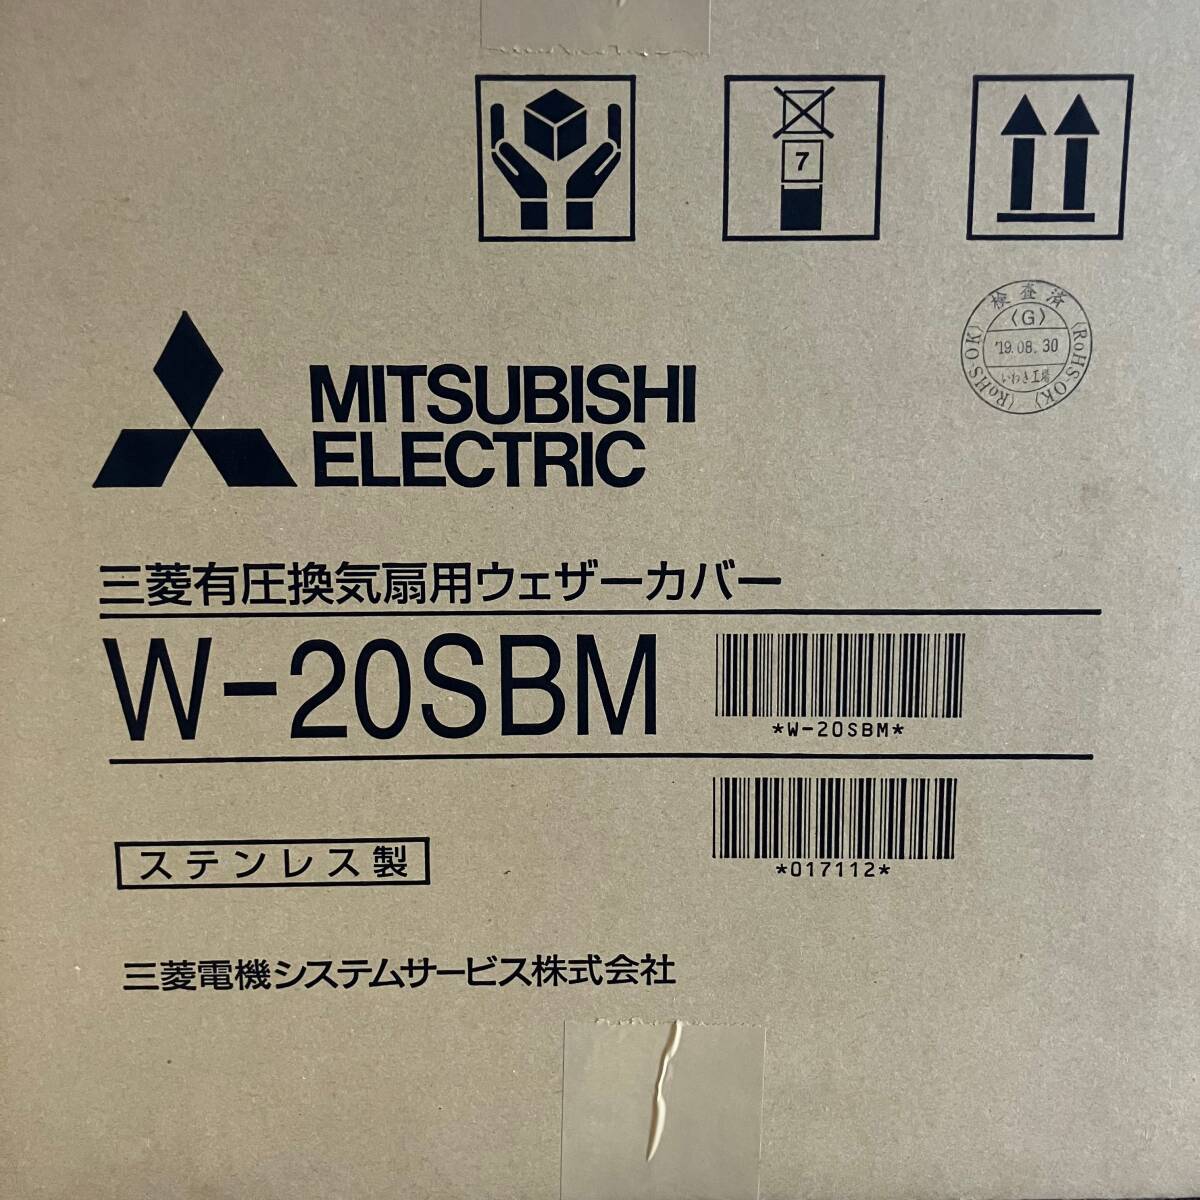 7
検査済
〈G〉
'19.08.30
いわき工場
〈RoHS-OK〉
〈RoHS-OK〉
MITSUBISHI
ELECTRIC
三菱有圧換気扇用ウェザーカバー
W-20SBM
*W-20SBM*
*017112*
ステンレス製
三菱電機システムサービス株式会社